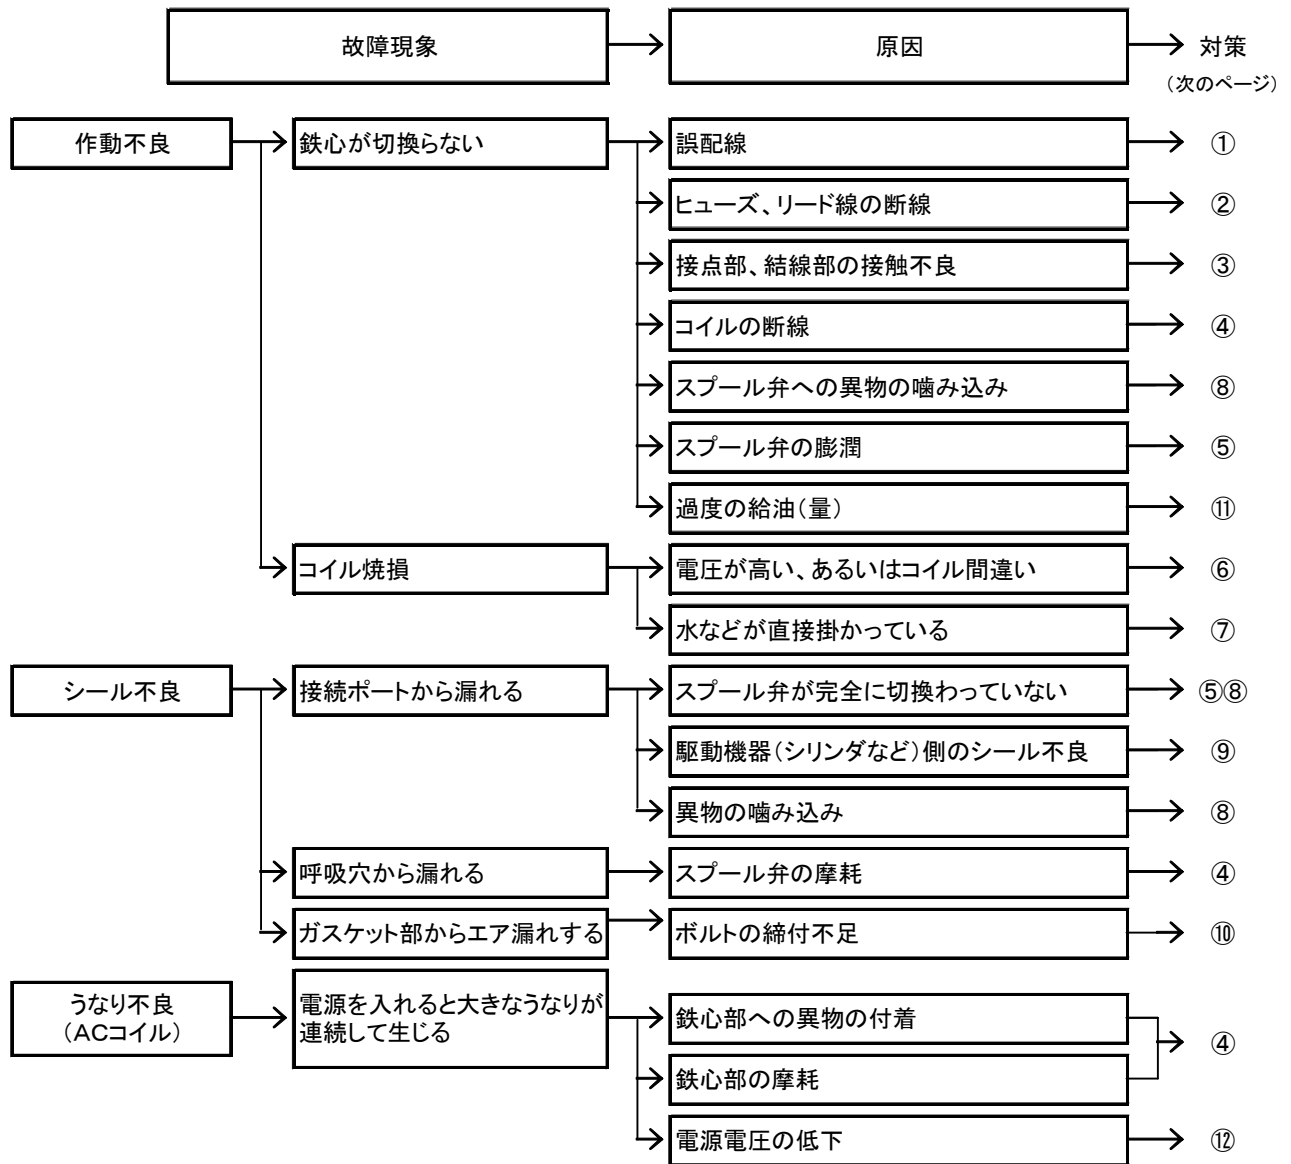 故障現象
原因
対策
(次のページ)
作動不良
鉄心が切換らない
誤配線
①
ヒューズ、リード線の断線
②
接点部、結線部の接触不良
③
コイルの断線
④
スプール弁への異物の噛み込み
⑧
スプール弁の膨潤
⑤
過度の給油(量)
⑪
コイル焼損
電圧が高い、あるいはコイル間違い
⑥
水などが直接掛かっている
⑦
シール不良
接続ポートから漏れる
スプール弁が完全に切換わっていない
⑤⑧
駆動機器(シリンダなど)側のシール不良
⑨
異物の噛み込み
⑧
呼吸穴から漏れる
スプール弁の摩耗
④
ガスケット部からエア漏れする
ボルトの締付不足
⑩
うなり不良
(ACコイル)
電源を入れると大きなうなりが
連続して生じる
鉄心部への異物の付着
④
鉄心部の摩耗
電源電圧の低下
⑫